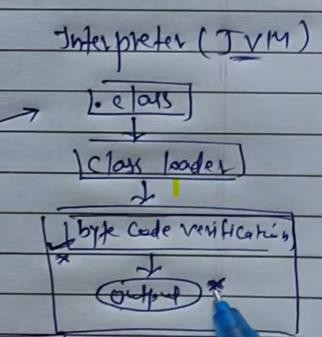 Interpreter (JVM)
.class
class loader
byte code verification
output *
*